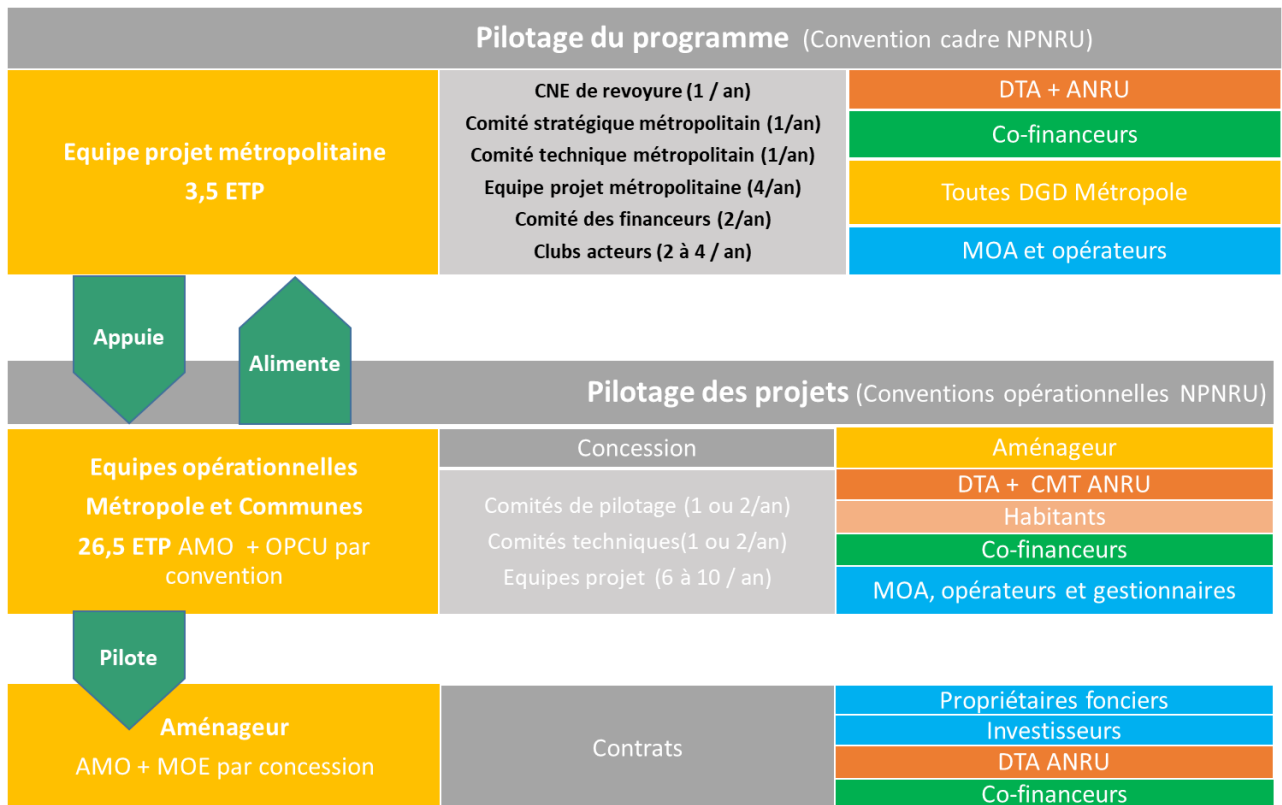 Pilotage du programme (Convention cadre NPNRU)
Equipe projet métropolitaine
3,5 ETP
CNE de revoyure (1 / an)
Comité stratégique métropolitain (1/an)
Comité technique métropolitain (1/an)
Equipe projet métropolitaine (4/an)
Comité des financeurs (2/an)
Clubs acteurs (2 à 4 / an)
DTA + ANRU
Co-financeurs
Toutes DGD Métropole
MOA et opérateurs
Appuie
Alimente
Pilotage des projets (Conventions opérationnelles NPNRU)
Equipes opérationnelles
Métropole et Communes
26,5 ETP AMO + OPCU par
convention
Concession
Comités de pilotage (1 ou 2/an)
Comités techniques(1 ou 2/an)
Equipes projet (6 à 10 / an)
Aménageur
DTA + CMT ANRU
Habitants
Co-financeurs
MOA, opérateurs et gestionnaires
Pilote
Aménageur
AMO + MOE par concession
Contrats
Propriétaires fonciers
Investisseurs
DTA ANRU
Co-financeurs